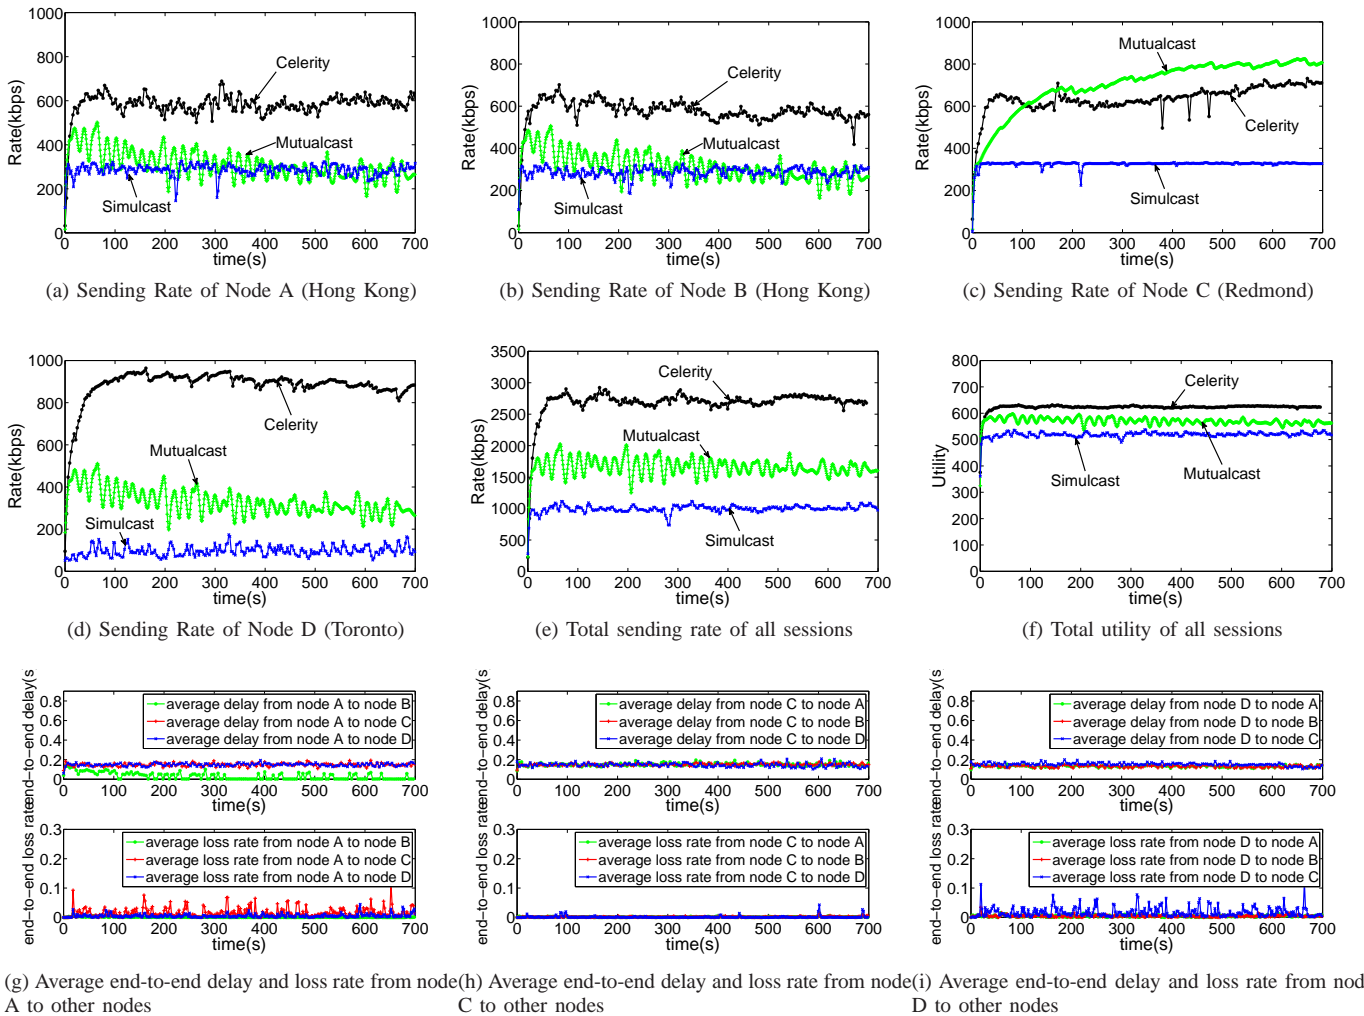 1000
800
600
400
200
0
Rate(kbps)
Celerity
Mutualcast
Simulcast
0 100 200 300 400 500 600 700
time(s)
(a) Sending Rate of Node A (Hong Kong)
1000
800
600
400
200
0
Rate(kbps)
Celerity
Mutualcast
Simulcast
0 100 200 300 400 500 600 700
time(s)
(b) Sending Rate of Node B (Hong Kong)
1000
800
600
400
200
0
Rate(kbps)
Mutualcast
Celerity
Simulcast
0 100 200 300 400 500 600 700
time(s)
(c) Sending Rate of Node C (Redmond)
1000
800
600
400
200
0
Rate(kbps)
Celerity
Mutualcast
Simulcast
0 100 200 300 400 500 600 700
time(s)
(d) Sending Rate of Node D (Toronto)
3500
3000
2500
2000
1500
1000
500
0
Rate(kbps)
Celerity
Mutualcast
Simulcast
0 100 200 300 400 500 600 700
time(s)
(e) Total sending rate of all sessions
800
700
600
500
400
300
200
100
0
Utility
Celerity
Simulcast
Mutualcast
0 100 200 300 400 500 600 700
time(s)
(f) Total utility of all sessions
end−to−end delay(s
0.8
0.6
0.4
0.2
0
average delay from node A to node B
average delay from node A to node C
average delay from node A to node D
0 100 200 300 400 500 600 700
time(s)
end−to−end loss rate
0.3
0.2
0.1
0
average loss rate from node A to node B
average loss rate from node A to node C
average loss rate from node A to node D
0 100 200 300 400 500 600 700
time(s)
(g) Average end-to-end delay and loss rate from node
A to other nodes
end−to−end delay(s
0.8
0.6
0.4
0.2
0
average delay from node C to node A
average delay from node C to node B
average delay from node C to node D
0 100 200 300 400 500 600 700
time(s)
end−to−end loss rate
0.3
0.2
0.1
0
average loss rate from node C to node A
average loss rate from node C to node B
average loss rate from node C to node D
0 100 200 300 400 500 600 700
time(s)
(h) Average end-to-end delay and loss rate from node
C to other nodes
end−to−end delay(s
0.8
0.6
0.4
0.2
0
average delay from node D to node A
average delay from node D to node B
average delay from node D to node C
0 100 200 300 400 500 600 700
time(s)
end−to−end loss rate
0.3
0.2
0.1
0
average loss rate from node D to node A
average loss rate from node D to node B
average loss rate from node D to node C
0 100 200 300 400 500 600 700
time(s)
(i) Average end-to-end delay and loss rate from nod
D to other nodes